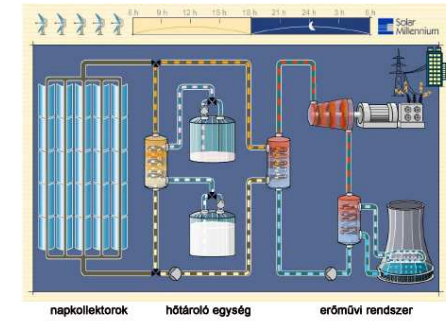 6 h 9 h 12 h 15 h 18 h 21 h 24 h 3 h 6 h
Solar
Millennium
napkollektorok hőtároló egység erőművi rendszer